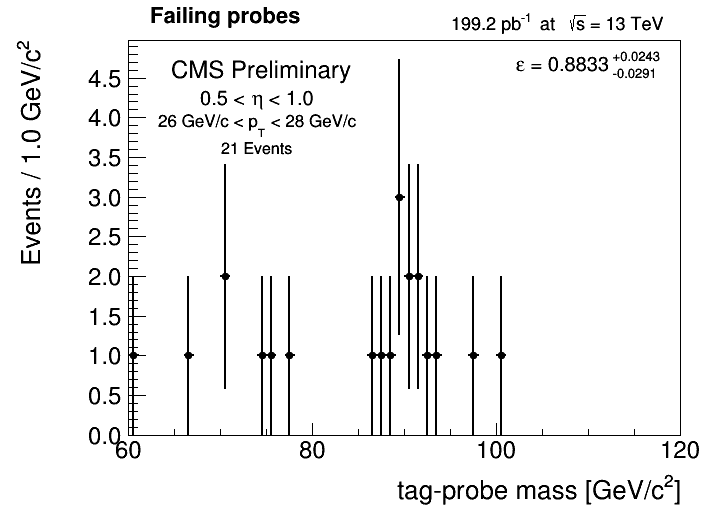 Failing probes
199.2 pb⁻¹ at √s = 13 TeV
CMS Preliminary
ε = 0.8833 +0.0243 -0.0291
0.5 < η < 1.0
26 GeV/c < p_T < 28 GeV/c
21 Events
Events / 1.0 GeV/c²
4.5
4.0
3.5
3.0
2.5
2.0
1.5
1.0
0.5
0.0
60 80 100 120
tag-probe mass [GeV/c²]